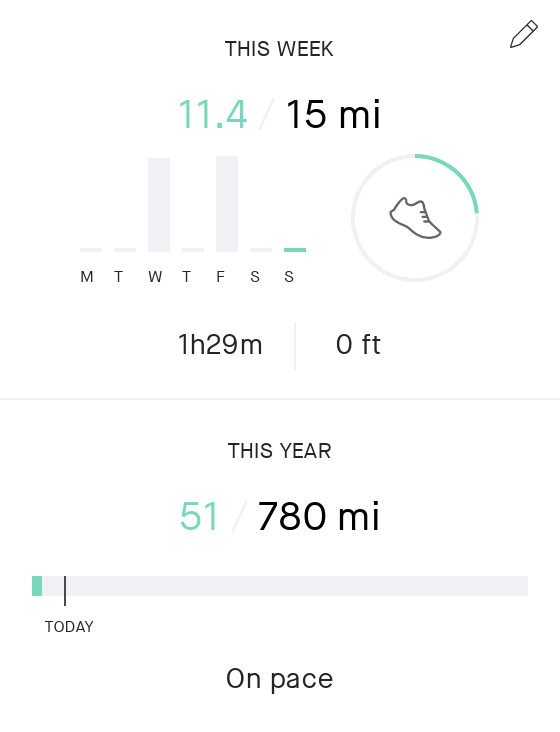 THIS WEEK
11.4 / 15 mi
M T W T F S S
1h29m
0 ft
THIS YEAR
51 / 780 mi
TODAY
On pace